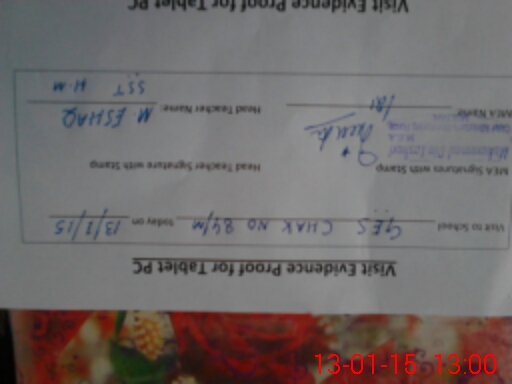 Visit Evidence Proof for Tablet PC
Visit to School GES CHAK NO 84/M today on 13/1/15
MEA Signatures with Stamp Head Teacher Signature with Stamp
MEA Name: Head Teacher Name: M. ESHAQ
SST H.M
Visit Evidence Proof for Tablet PC
13-01-15 13:00